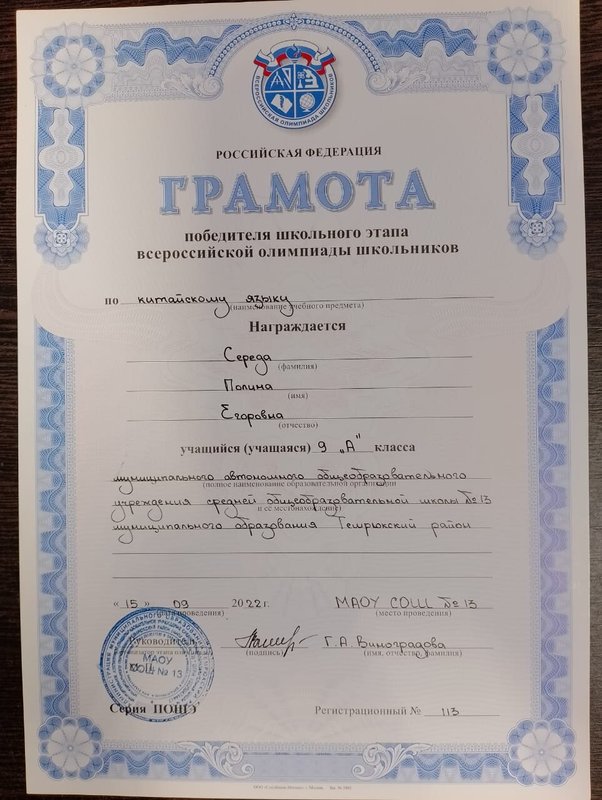 ВСЕРОССИЙСКАЯ ОЛИМПИАДА ШКОЛЬНИКОВ
РОССИЙСКАЯ ФЕДЕРАЦИЯ
ГРАМОТА
победителя школьного этапа
всероссийской олимпиады школьников
по китайскому языку
(наименование учебного предмета)
Награждается
Середа
(фамилия)
Полина
(имя)
Егоровна
(отчество)
учащийся (учащаяся) 9 „А" класса
муниципального автономного общеобразовательного
(полное наименование образовательной организации
учреждения средней общеобразовательной школы № 13
и её местонахождение)
муниципального образования Темрюкский район
« 15 » 09 2022г. МАОУ СОШ № 13
(дата проведения) (место проведения)
Руководитель Г.А. Виноградова
(подпись) (имя, отчество, фамилия)
МАОУ
СОШ № 13
Серия ПОШЭ Регистрационный № 113